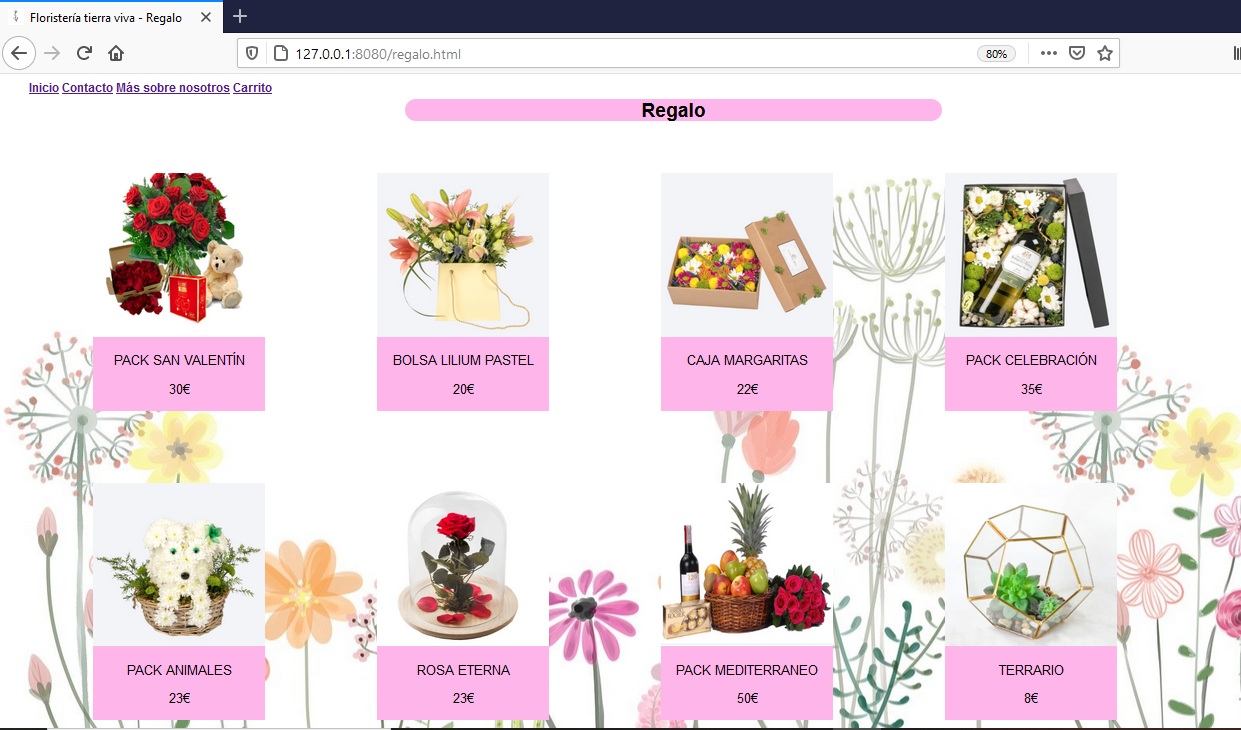 Floristería tierra viva - Regalo
127.0.0.1:8080/regalo.html
80%
Inicio Contacto Más sobre nosotros Carrito
Regalo
PACK SAN VALENTÍN
30€
BOLSA LILIUM PASTEL
20€
CAJA MARGARITAS
22€
PACK CELEBRACIÓN
35€
PACK ANIMALES
23€
ROSA ETERNA
23€
PACK MEDITERRANEO
50€
TERRARIO
8€